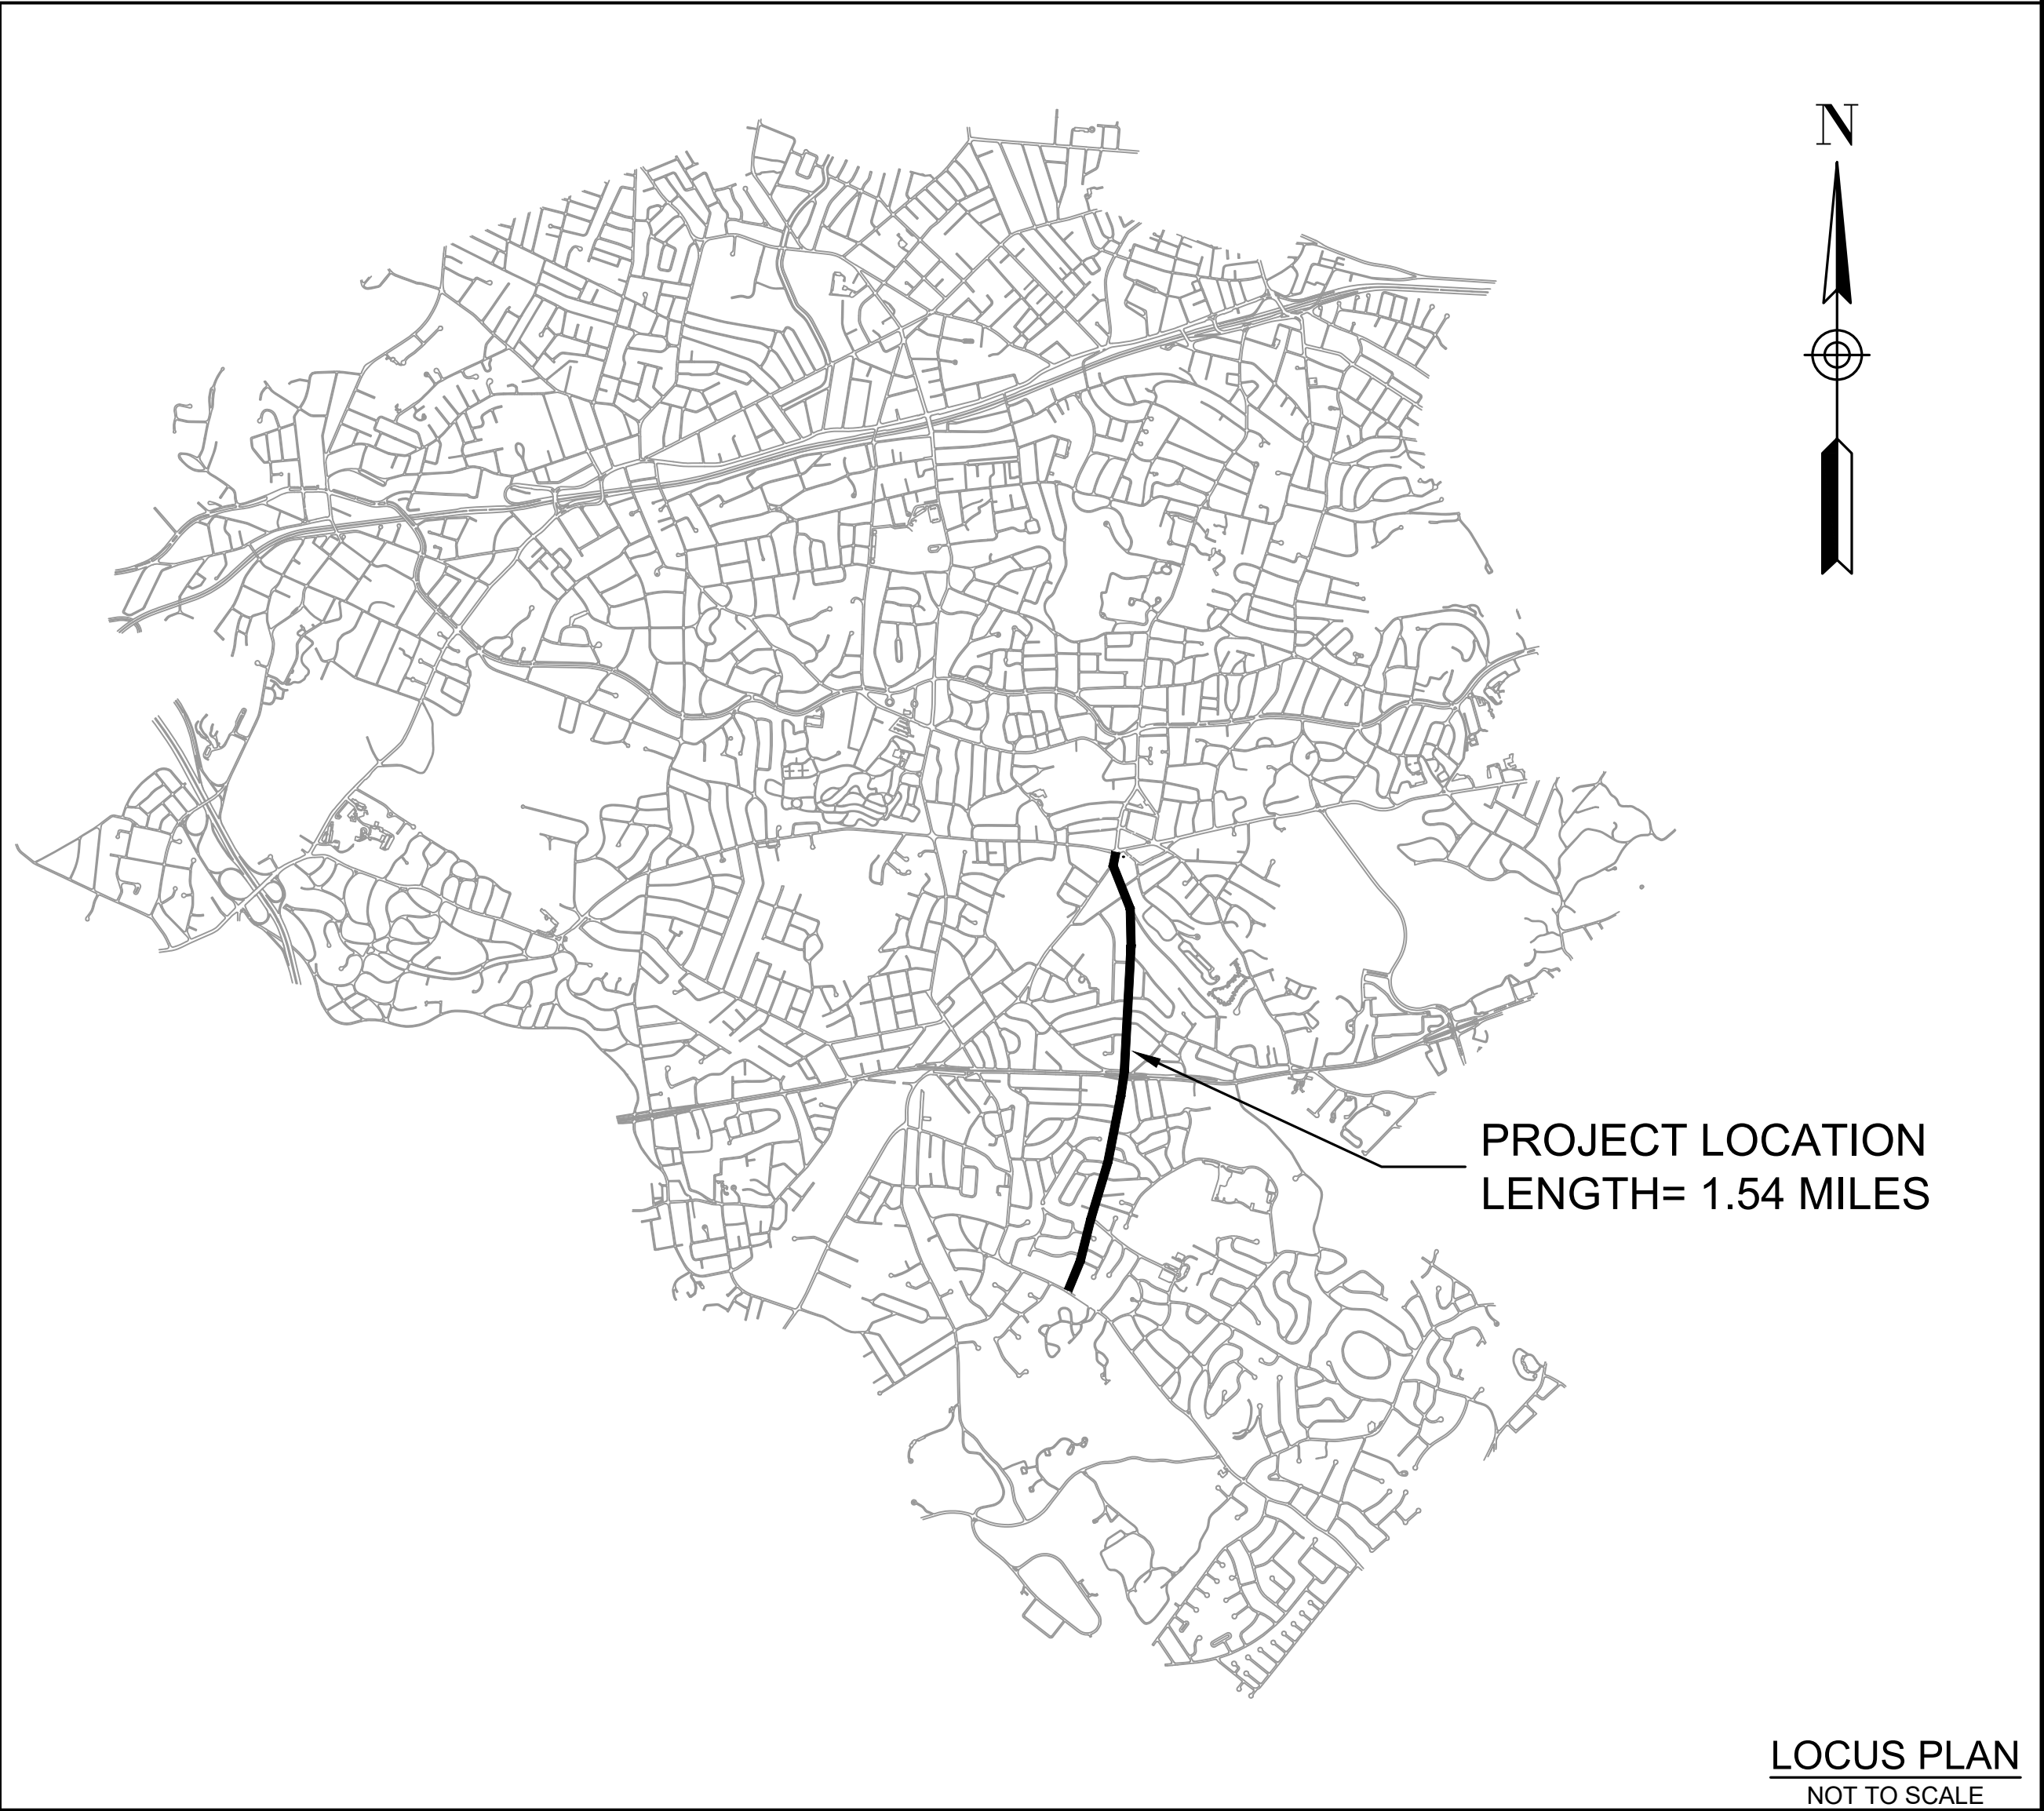 N
PROJECT LOCATION
LENGTH= 1.54 MILES
LOCUS PLAN
NOT TO SCALE